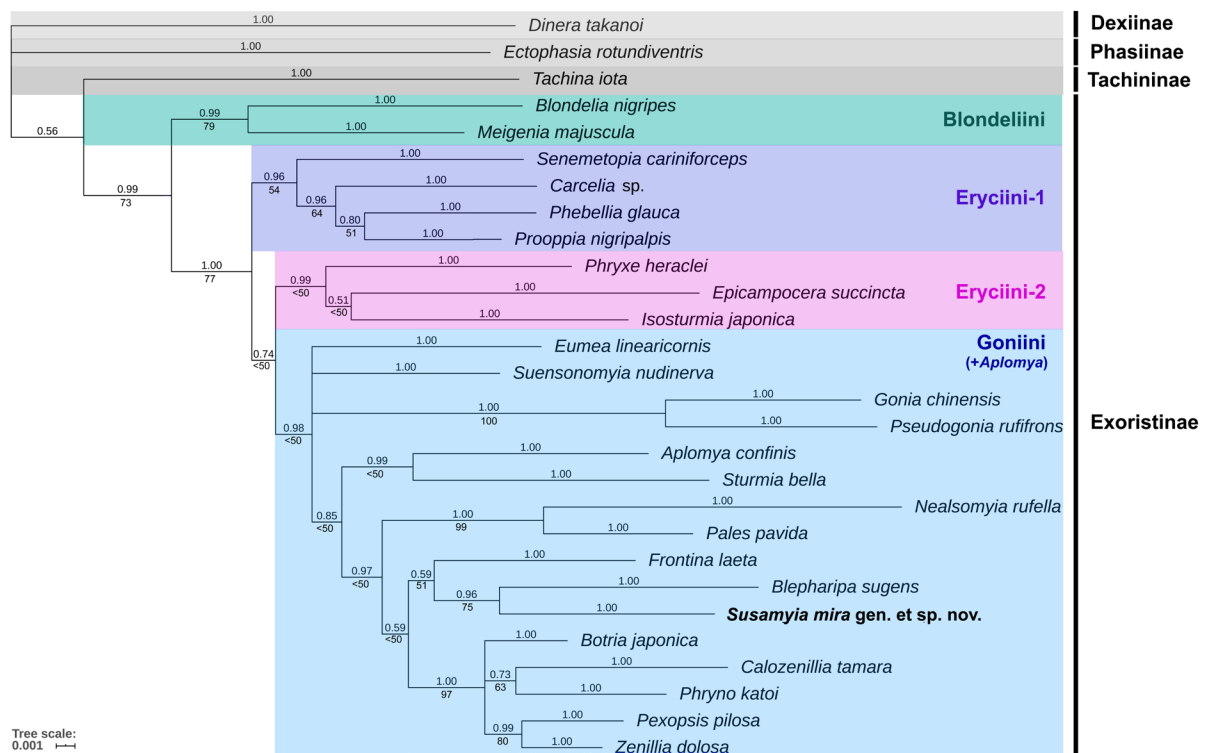 1.00
Dinera takanoi
Dexiinae
1.00
Ectophasia rotundiventris
Phasiinae
1.00
Tachina iota
Tachininae
0.56
1.00
Blondelia nigripes
0.99
79
Blondeliini
1.00
Meigenia majuscula
0.99
73
1.00
Senemetopia cariniforceps
0.96
54
1.00
Carcelia sp.
0.96
64
Eryciini-1
1.00
Phebellia glauca
0.80
51
1.00
Prooppia nigripalpis
1.00
77
1.00
Phryxe heraclei
0.99
<50
1.00
Epicampocera succincta
Eryciini-2
0.51
<50
1.00
Isosturmia japonica
0.74
<50
1.00
Eumea linearicornis
Goniini
(+Aplomya)
1.00
Suensonomyia nudinerva
1.00
Gonia chinensis
1.00
100
1.00
Pseudogonia rufifrons
Exoristinae
0.98
<50
1.00
Aplomya confinis
0.99
<50
1.00
Sturmia bella
0.85
<50
1.00
Nealsomyia rufella
1.00
99
1.00
Pales pavida
0.97
<50
1.00
Frontina laeta
0.59
51
1.00
Blepharipa sugens
0.96
75
1.00
Susamyia mira gen. et sp. nov.
0.59
<50
1.00
Botria japonica
1.00
Calozenillia tamara
0.73
63
1.00
97
1.00
Phryno katoi
1.00
Pexopsis pilosa
0.99
80
1.00
Zenillia dolosa
Tree scale:
0.001